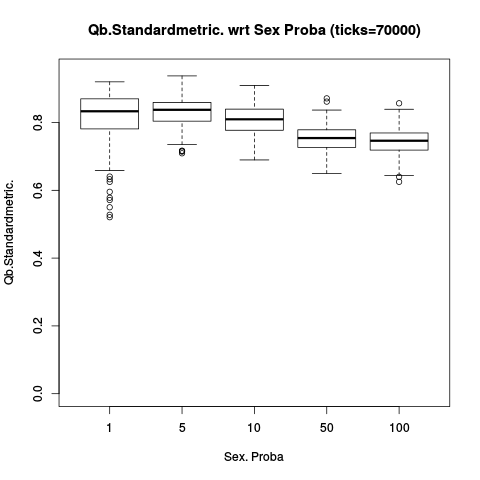 Qb.Standardmetric. wrt Sex Proba (ticks=70000)
Qb.Standardmetric.
0.8
0.6
0.4
0.2
0.0
1 5 10 50 100
Sex. Proba